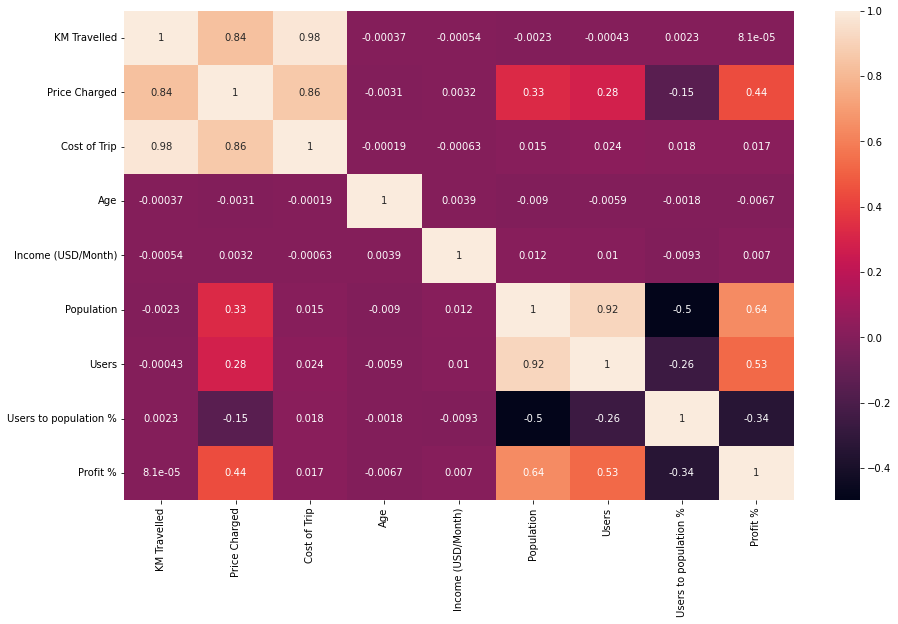 KM Travelled 1 0.84 0.98 -0.00037 -0.00054 -0.0023 -0.00043 0.0023 8.1e-05
Price Charged 0.84 1 0.86 -0.0031 0.0032 0.33 0.28 -0.15 0.44
Cost of Trip 0.98 0.86 1 -0.00019 -0.00063 0.015 0.024 0.018 0.017
Age -0.00037 -0.0031 -0.00019 1 0.0039 -0.009 -0.0059 -0.0018 -0.0067
Income (USD/Month) -0.00054 0.0032 -0.00063 0.0039 1 0.012 0.01 -0.0093 0.007
Population -0.0023 0.33 0.015 -0.009 0.012 1 0.92 -0.5 0.64
Users -0.00043 0.28 0.024 -0.0059 0.01 0.92 1 -0.26 0.53
Users to population % 0.0023 -0.15 0.018 -0.0018 -0.0093 -0.5 -0.26 1 -0.34
Profit % 8.1e-05 0.44 0.017 -0.0067 0.007 0.64 0.53 -0.34 1
KM Travelled
Price Charged
Cost of Trip
Age
Income (USD/Month)
Population
Users
Users to population %
Profit %
1.0
0.8
0.6
0.4
0.2
0.0
−0.2
−0.4